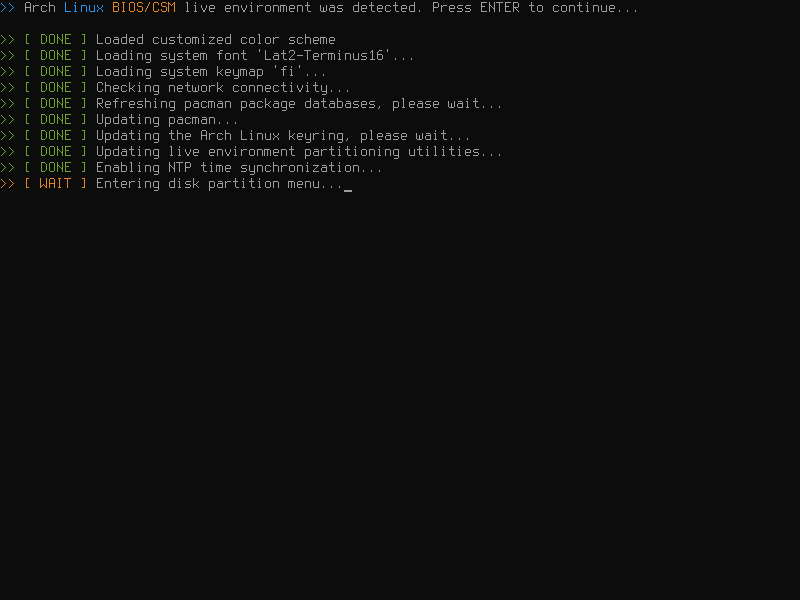 >> Arch Linux BIOS/CSM live environment was detected. Press ENTER to continue...
>> [ DONE ] Loaded customized color scheme
>> [ DONE ] Loading system font 'Lat2-Terminus16'...
>> [ DONE ] Loading system keymap 'fi'...
>> [ DONE ] Checking network connectivity...
>> [ DONE ] Refreshing pacman package databases, please wait...
>> [ DONE ] Updating pacman...
>> [ DONE ] Updating the Arch Linux keyring, please wait...
>> [ DONE ] Updating live environment partitioning utilities...
>> [ DONE ] Enabling NTP time synchronization...
>> [ WAIT ] Entering disk partition menu..._